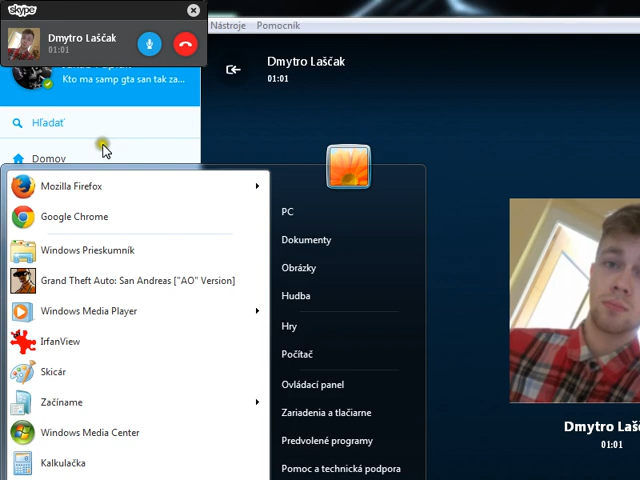 skype
Dmytro Laščak
01:01
Kto ma samp gta san tak za...
Hľadať
Domov
Nástroje
Pomocník
Dmytro Laščak
01:01
Mozilla Firefox
Google Chrome
Windows Prieskumník
Grand Theft Auto: San Andreas ["AO" Version]
Windows Media Player
IrfanView
Skicár
Začíname
Windows Media Center
Kalkulačka
PC
Dokumenty
Obrázky
Hudba
Hry
Počítač
Ovládací panel
Zariadenia a tlačiarne
Predvolené programy
Pomoc a technická podpora
Dmytro Lašč
01:01